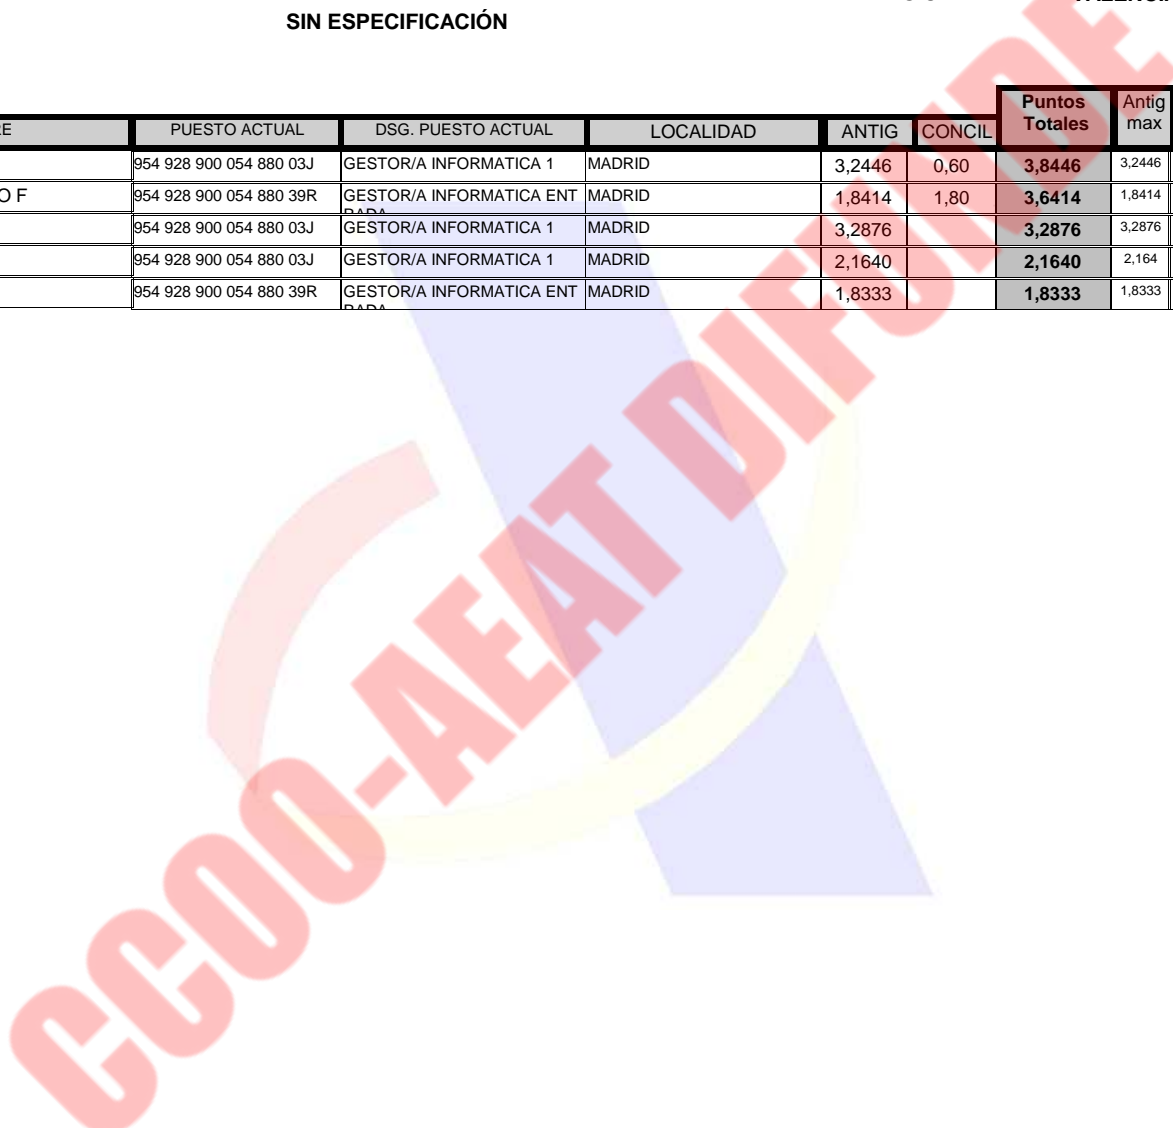 SIN ESPECIFICACIÓN
Puntos Totales Antig max
PUESTO ACTUAL DSG. PUESTO ACTUAL LOCALIDAD ANTIG CONCIL
954 928 900 054 880 03J GESTOR/A INFORMATICA 1 MADRID 3,2446 0,60 3,8446 3,2446
O F 954 928 900 054 880 39R GESTOR/A INFORMATICA ENT RADA MADRID 1,8414 1,80 3,6414 1,8414
954 928 900 054 880 03J GESTOR/A INFORMATICA 1 MADRID 3,2876 3,2876 3,2876
954 928 900 054 880 03J GESTOR/A INFORMATICA 1 MADRID 2,1640 2,1640 2,164
954 928 900 054 880 39R GESTOR/A INFORMATICA ENT RADA MADRID 1,8333 1,8333 1,8333
CCOO-AEAT DIFUNDE